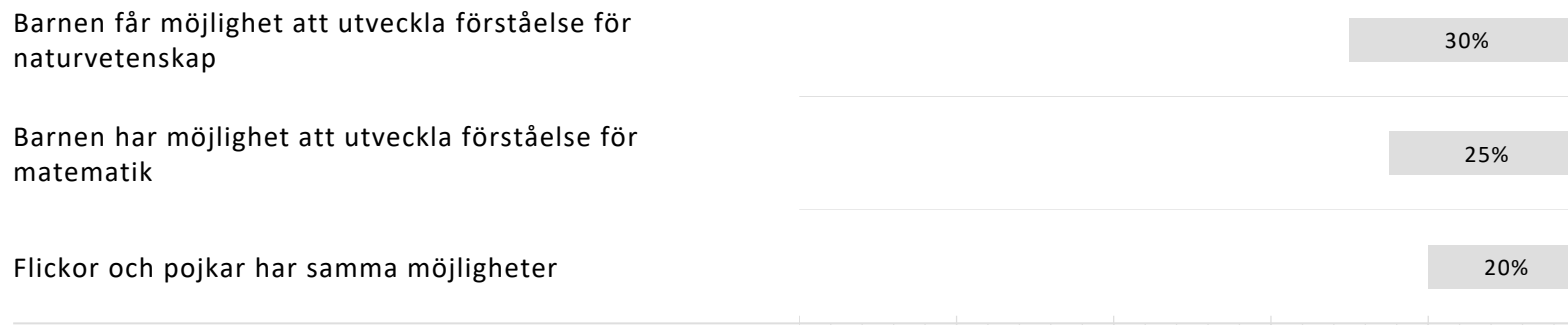 Barnen får möjlighet att utveckla förståelse för
naturvetenskap
30%
Barnen har möjlighet att utveckla förståelse för
matematik
25%
Flickor och pojkar har samma möjligheter
20%